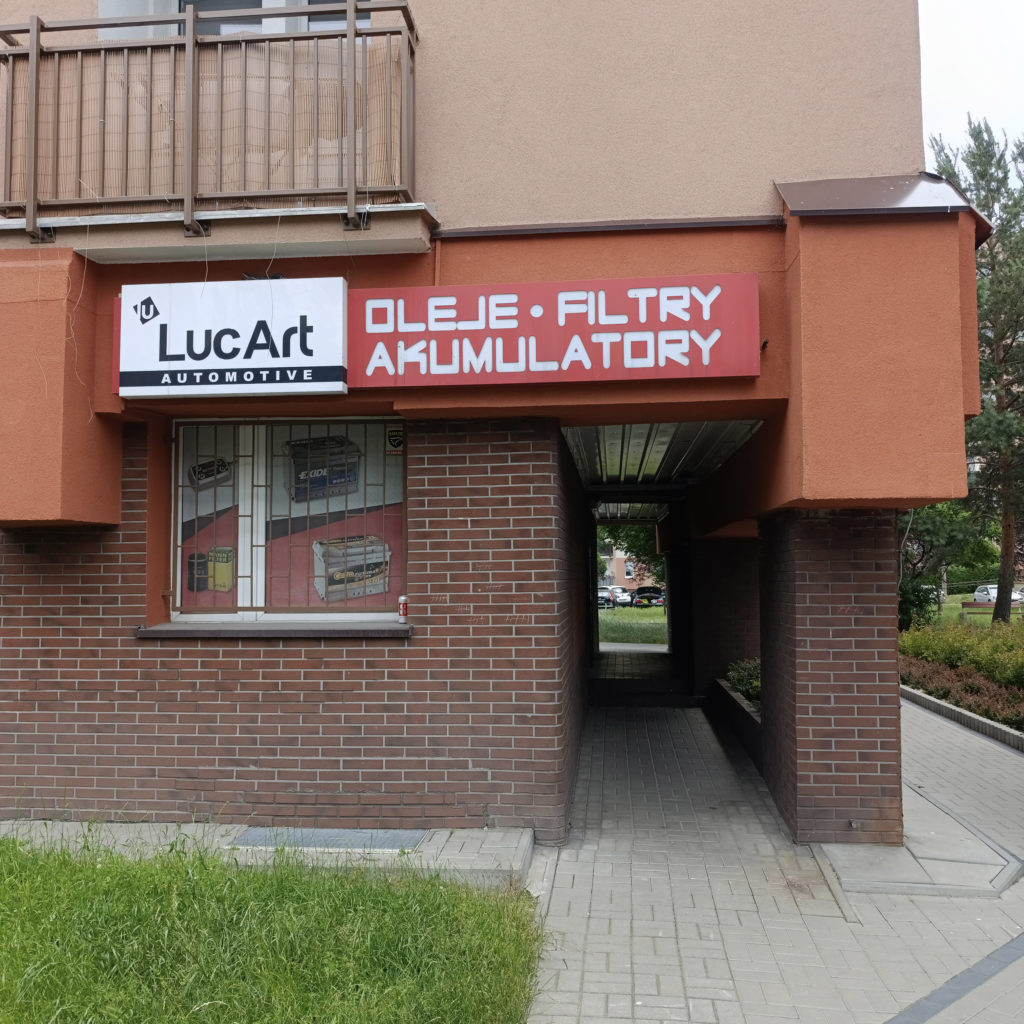 LucArt
AUTOMOTIVE
OLEJE • FILTRY
AKUMULATORY
EXIDE